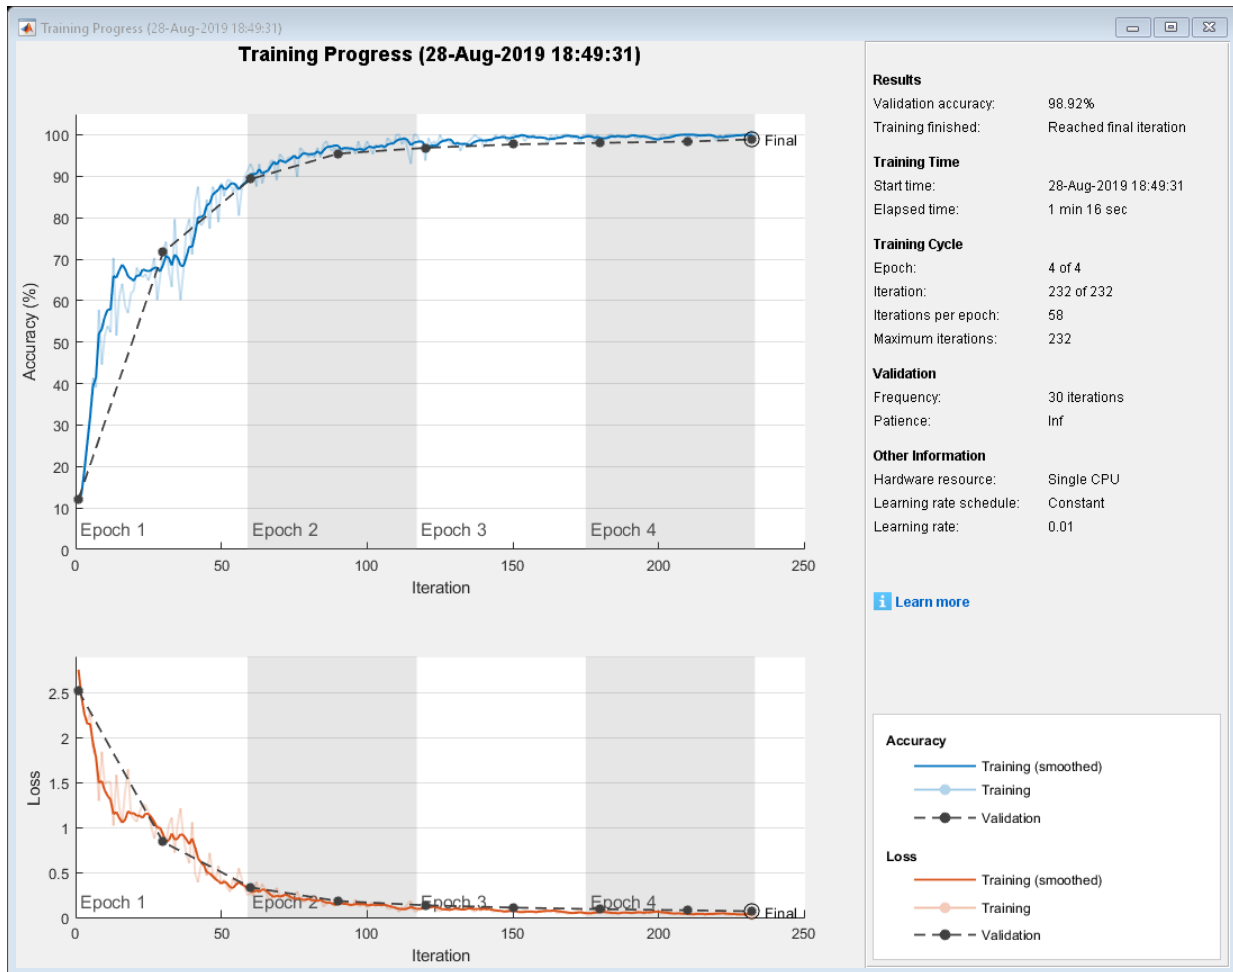 Training Progress (28-Aug-2019 18:49:31)
Training Progress (28-Aug-2019 18:49:31)
100
90
80
70
60
50
40
30
20
10
0
Accuracy (%)
Final
Epoch 1
Epoch 2
Epoch 3
Epoch 4
0
50
100
150
200
250
Iteration
2.5
2
1.5
1
0.5
0
Loss
Final
Epoch 1
Epoch 2
Epoch 3
Epoch 4
0
50
100
150
200
250
Iteration
Results
Validation accuracy: 98.92%
Training finished: Reached final iteration
Training Time
Start time: 28-Aug-2019 18:49:31
Elapsed time: 1 min 16 sec
Training Cycle
Epoch: 4 of 4
Iteration: 232 of 232
Iterations per epoch: 58
Maximum iterations: 232
Validation
Frequency: 30 iterations
Patience: Inf
Other Information
Hardware resource: Single CPU
Learning rate schedule: Constant
Learning rate: 0.01
i Learn more
Accuracy
Training (smoothed)
Training
Validation
Loss
Training (smoothed)
Training
Validation